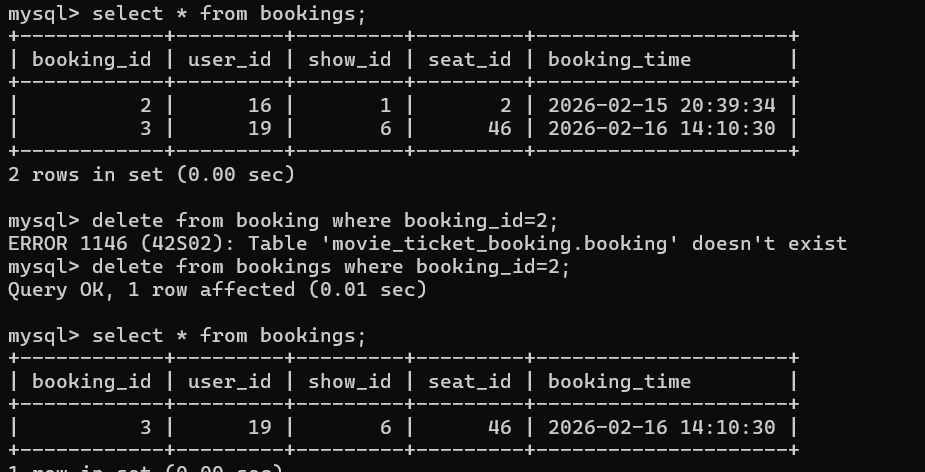 mysql> select * from bookings;
+------------+---------+---------+---------+---------------------+
| booking_id | user_id | show_id | seat_id | booking_time        |
+------------+---------+---------+---------+---------------------+
|          2 |      16 |       1 |       2 | 2026-02-15 20:39:34 |
|          3 |      19 |       6 |      46 | 2026-02-16 14:10:30 |
+------------+---------+---------+---------+---------------------+
2 rows in set (0.00 sec)
mysql> delete from booking where booking_id=2;
ERROR 1146 (42S02): Table 'movie_ticket_booking.booking' doesn't exist
mysql> delete from bookings where booking_id=2;
Query OK, 1 row affected (0.01 sec)
mysql> select * from bookings;
+------------+---------+---------+---------+---------------------+
| booking_id | user_id | show_id | seat_id | booking_time        |
+------------+---------+---------+---------+---------------------+
|          3 |      19 |       6 |      46 | 2026-02-16 14:10:30 |
+------------+---------+---------+---------+---------------------+
1 row in set (0.00 sec)